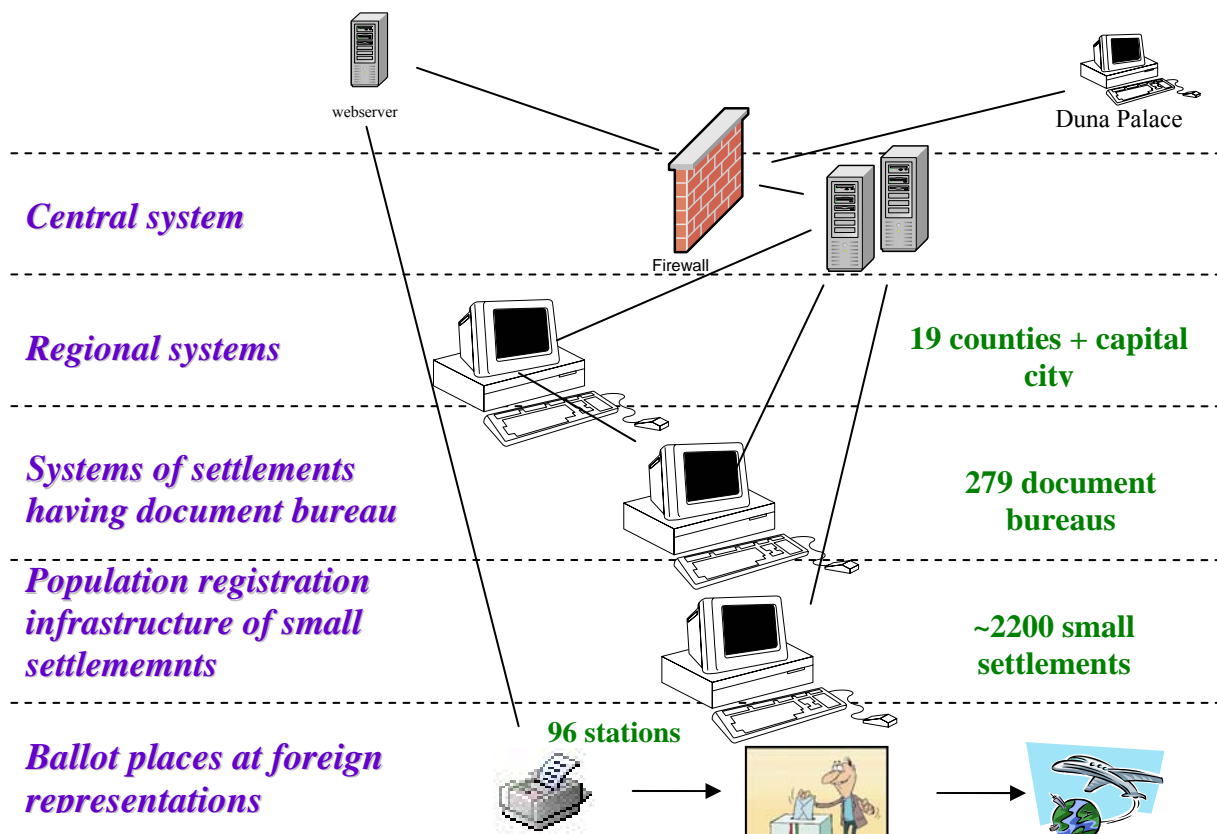 webserver
Duna Palace
Central system
Firewall
Regional systems
19 counties + capital
city
Systems of settlements
having document bureau
279 document
bureaus
Population registration
infrastructure of small
settlememnts
~2200 small
settlements
96 stations
Ballot places at foreign
representations